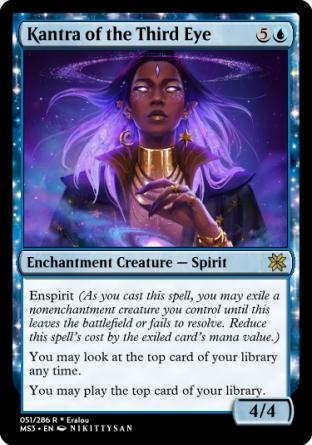 Kantra of the Third Eye 5
Enchantment Creature — Spirit
Enspirit (As you cast this spell, you may exile a
nonenchantment creature you control until this
leaves the battlefield or fails to resolve. Reduce
this spell's cost by the exiled card's mana value.)
You may look at the top card of your library
any time.
You may play the top card of your library.
4/4
051/286 R * Eralou
MS3 • EN NIKITTYSAN